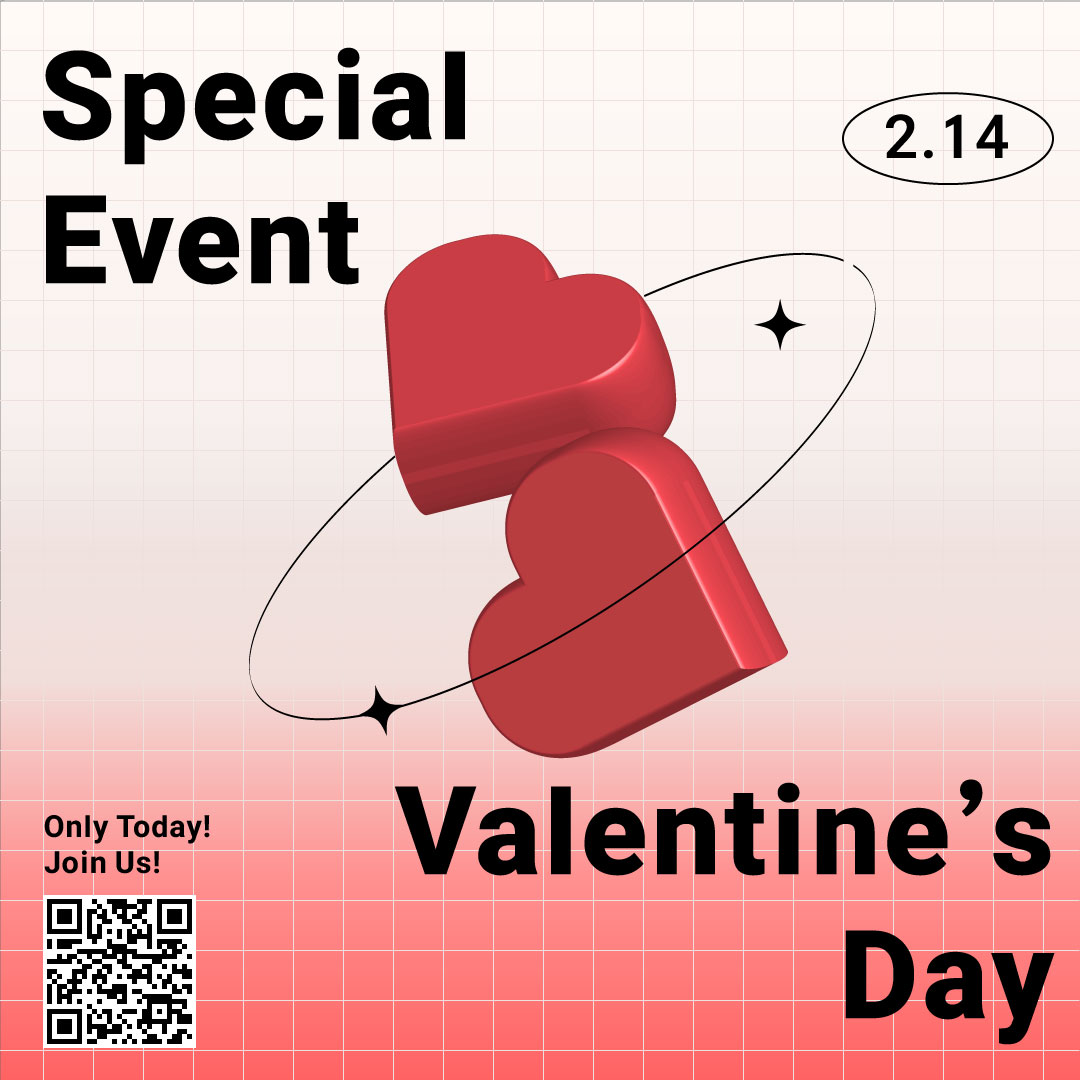 Special
Event
2.14
Valentine’s
Day
Only Today!
Join Us!